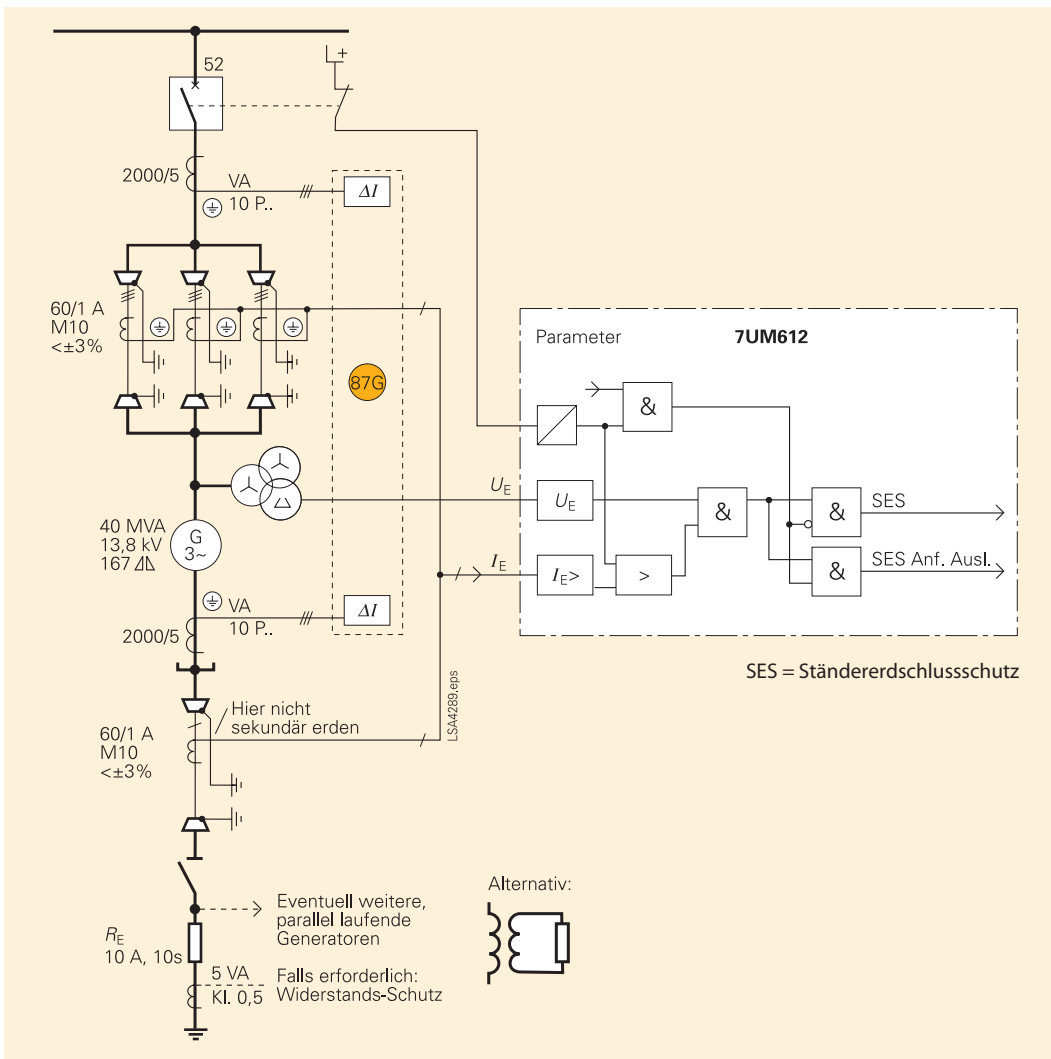 L+
52
2000/5
VA
10 P..
ΔI
60/1 A
M10
<±3%
87G
Parameter
7UM612
&
U_E
U_E
&
&
SES
I_E
I_E>
>
&
SES Anf. Ausl.
40 MVA
13,8 kV
167
G
3~
VA
10 P..
ΔI
2000/5
SES = Ständererdschlussschutz
LSA4289.eps
Hier nicht
sekundär erden
60/1 A
M10
<±3%
Eventuell weitere,
parallel laufende
Generatoren
Alternativ:
R_E
10 A, 10s
5 VA
Kl. 0,5
Falls erforderlich:
Widerstands-Schutz